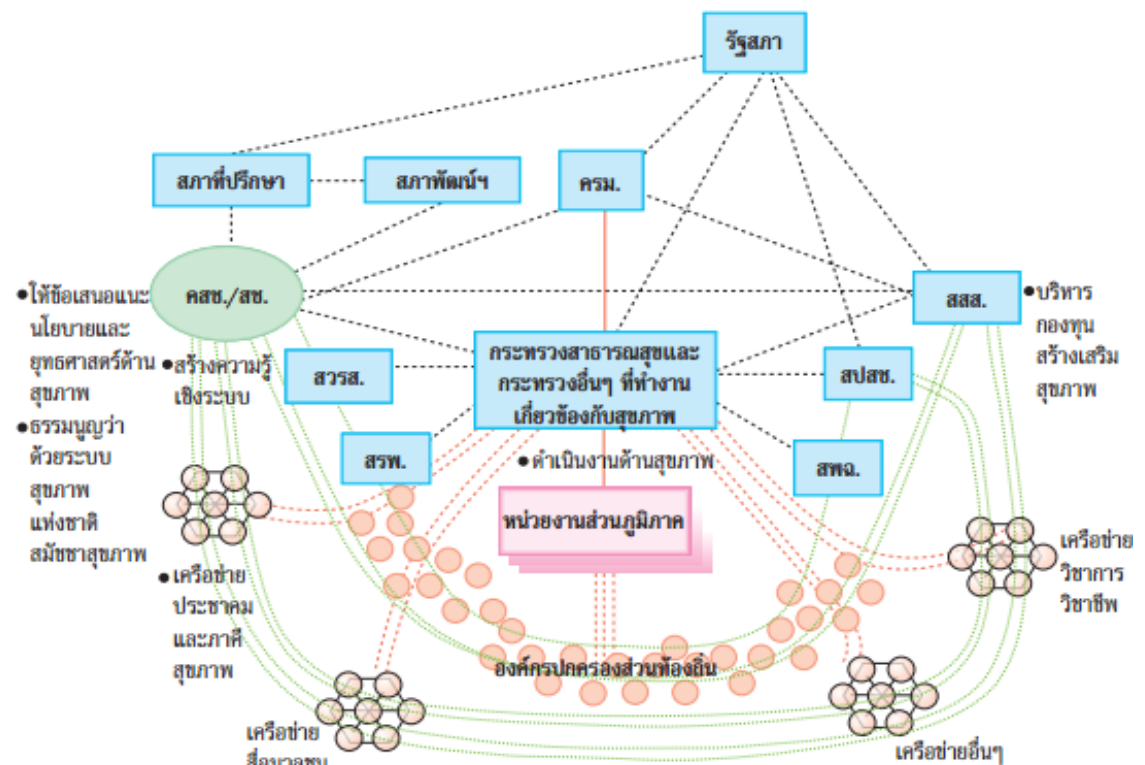 รัฐสภา
สภาที่ปรึกษา
สภาพัฒน์ฯ
ครม.
คสช./สช.
สสส.
●ให้ข้อเสนอแนะ
นโยบายและ
ยุทธศาสตร์ด้าน
สุขภาพ
●ธรรมนูญว่า
ด้วยระบบ
สุขภาพ
แห่งชาติ
สมัชชาสุขภาพ
●สร้างความรู้
เชิงระบบ
●บริหาร
กองทุน
สร้างเสริม
สุขภาพ
สวรส.
กระทรวงสาธารณสุขและ
กระทรวงอื่นๆ ที่ทำงาน
เกี่ยวข้องกับสุขภาพ
สปสช.
สรพ.
●ดำเนินงานด้านสุขภาพ
สพฉ.
หน่วยงานส่วนภูมิภาค
เครือข่าย
วิชาการ
วิชาชีพ
●เครือข่าย
ประชาคม
และภาคี
สุขภาพ
องค์กรปกครองส่วนท้องถิ่น
เครือข่าย
สื่อมวลชน
เครือข่ายอื่นๆ